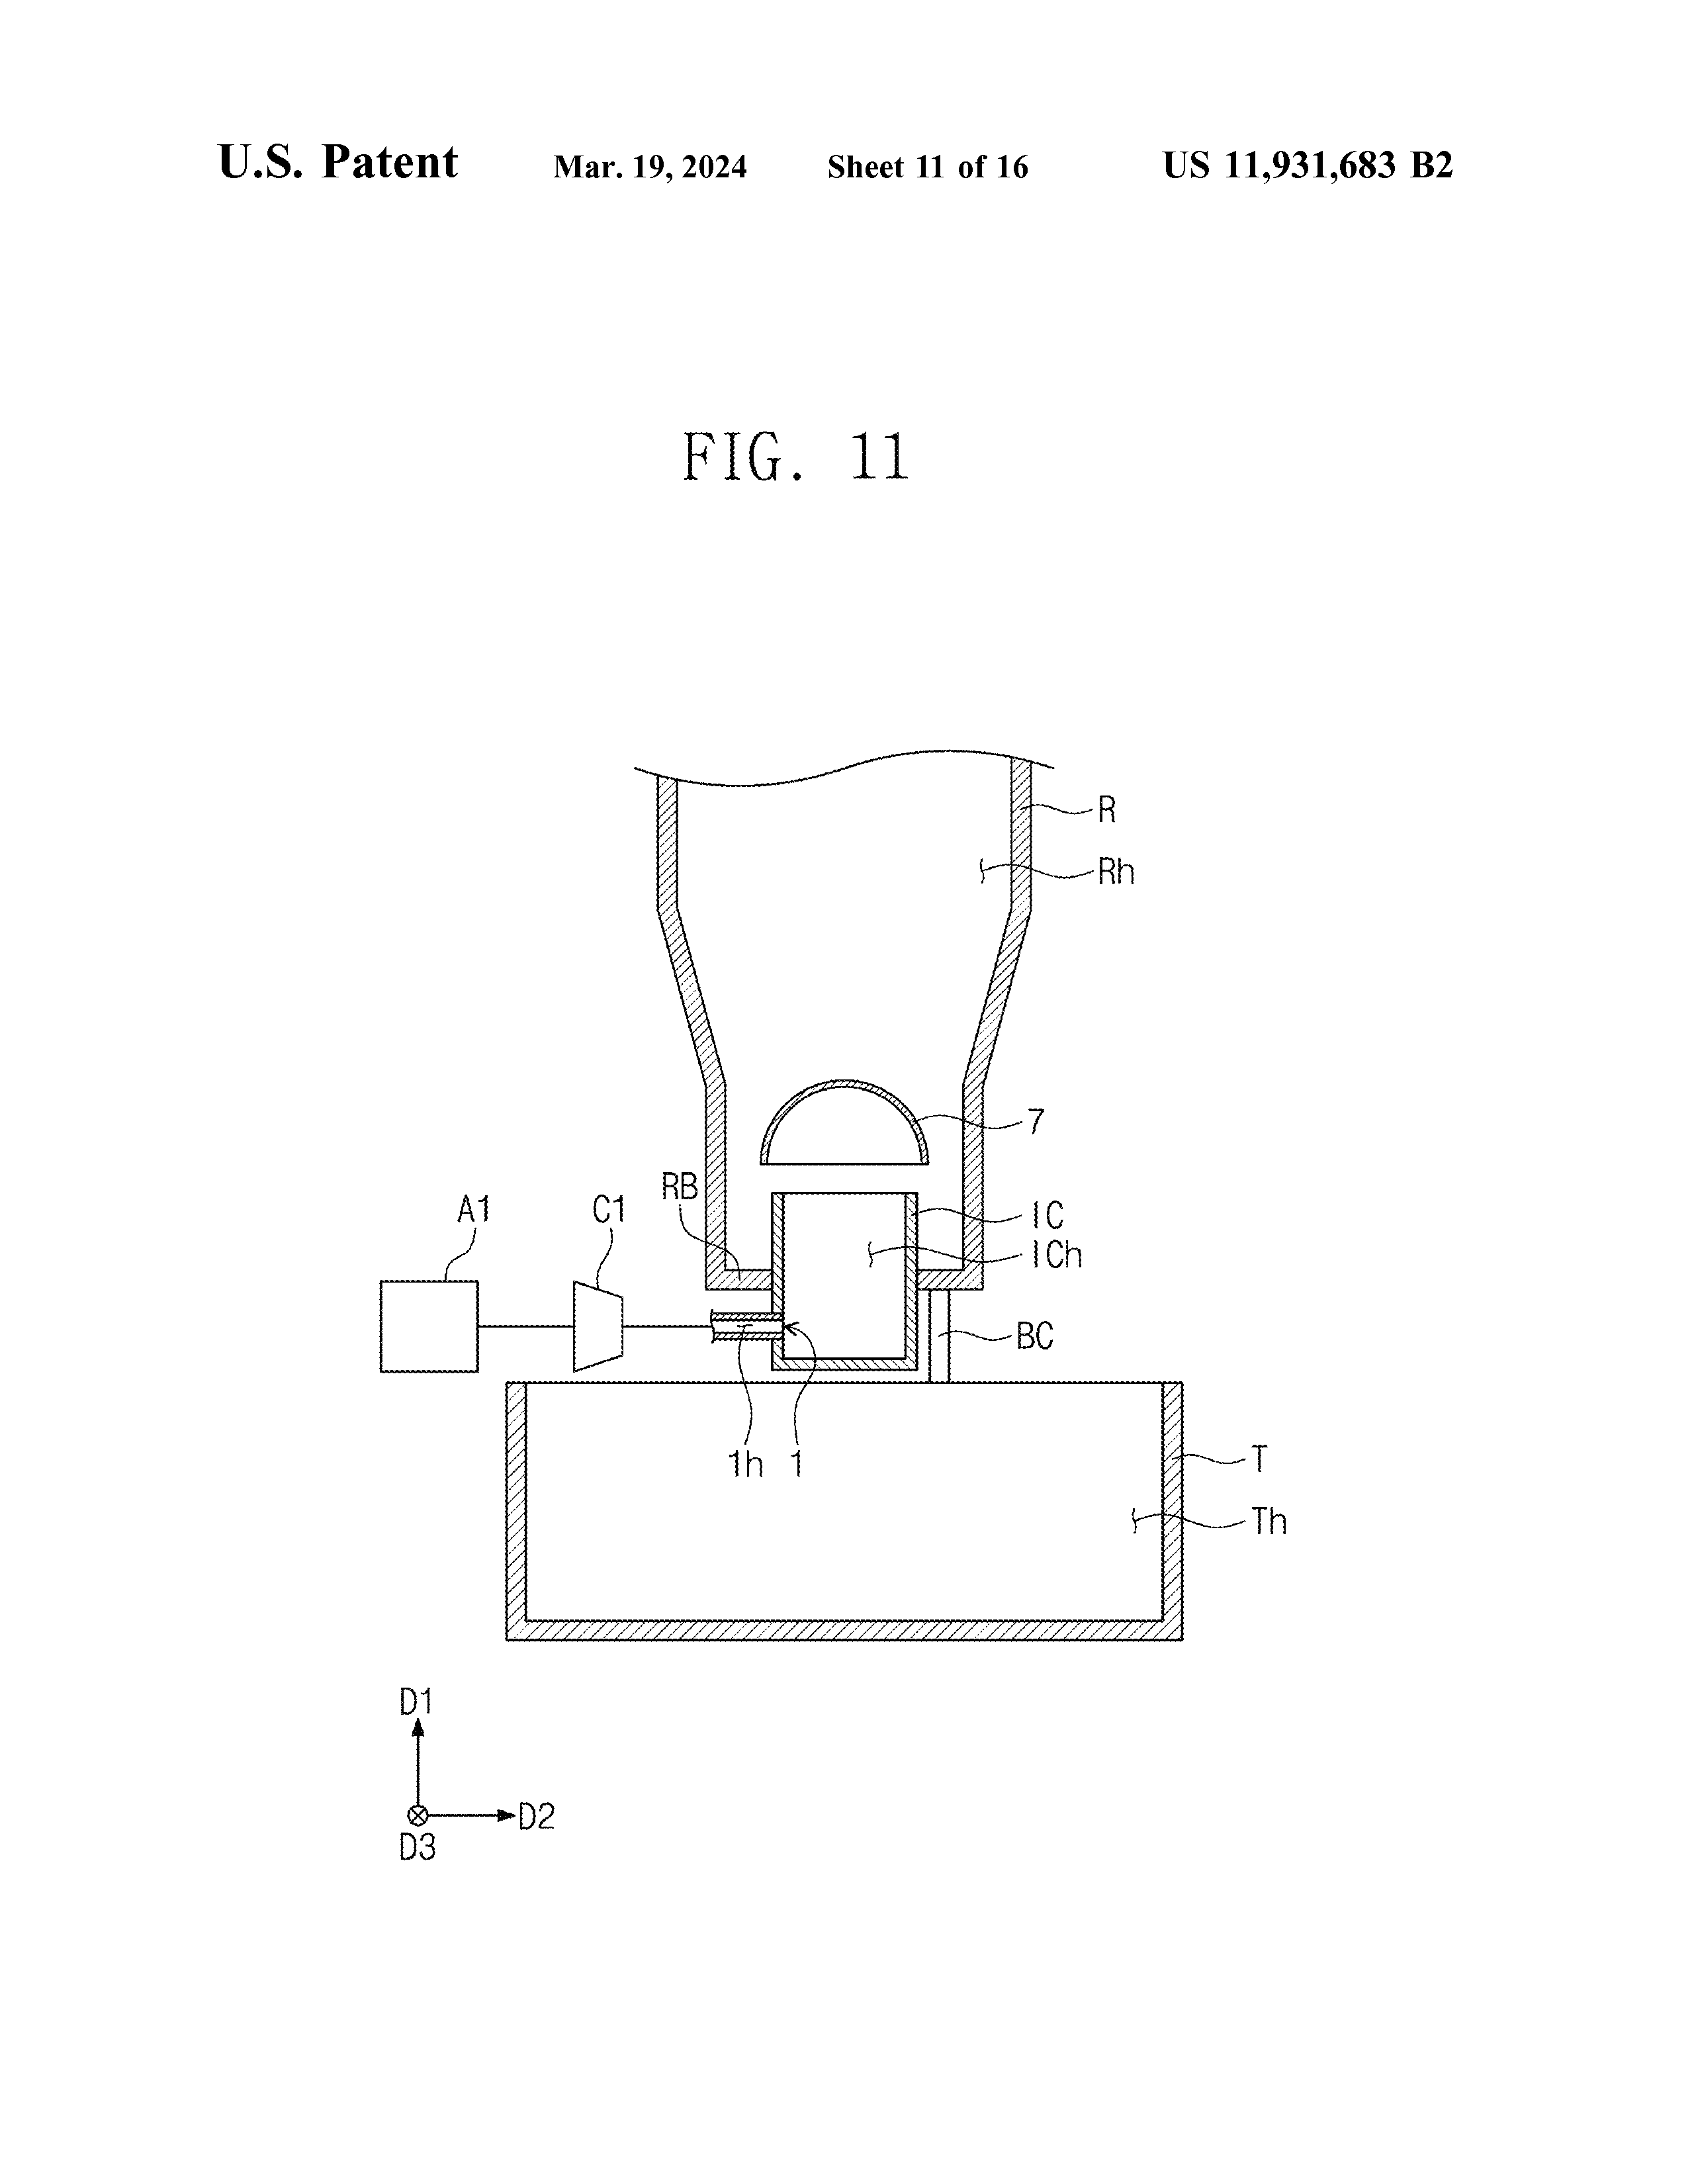 U.S. Patent Mar. 19, 2024 Sheet 11 of 16 US 11,931,683 B2
FIG. 11
R
Rh
7
RB
A1
C1
IC
ICh
BC
1h
1
T
Th
D1
D2
D3